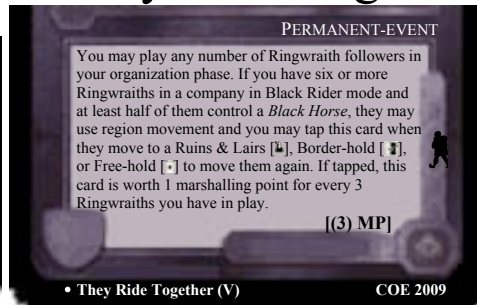 PERMANENT-EVENT
You may play any number of Ringwraith followers in
your organization phase. If you have six or more
Ringwraiths in a company in Black Rider mode and
at least half of them control a Black Horse, they may
use region movement and you may tap this card when
they move to a Ruins & Lairs [], Border-hold [],
or Free-hold [] to move them again. If tapped, this
card is worth 1 marshalling point for every 3
Ringwraiths you have in play.
[(3) MP]
• They Ride Together (V) COE 2009